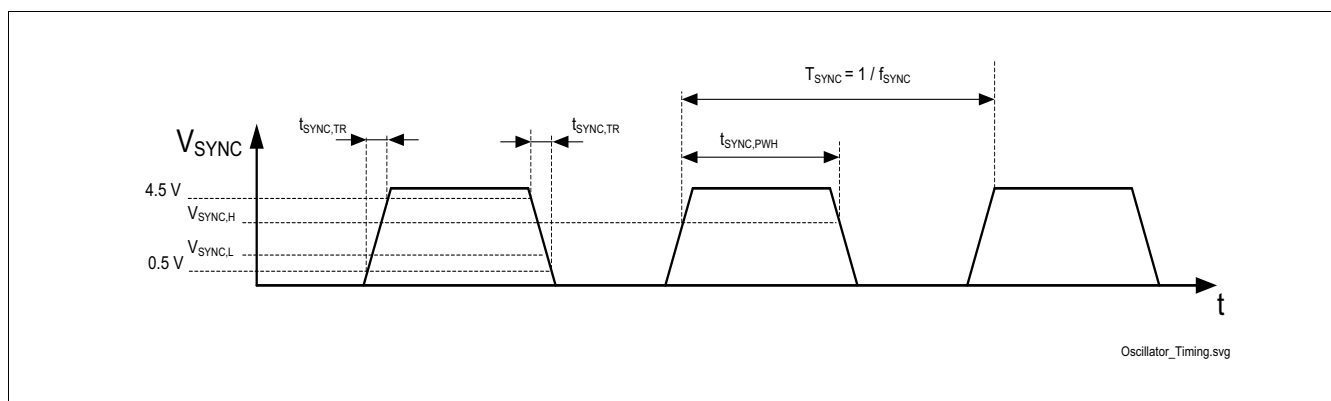 T_SYNC = 1 / f_SYNC
t_SYNC,TR
t_SYNC,TR
t_SYNC,PWH
V_SYNC
4.5 V
V_SYNC,H
V_SYNC,L
0.5 V
t
Oscillator_Timing.svg